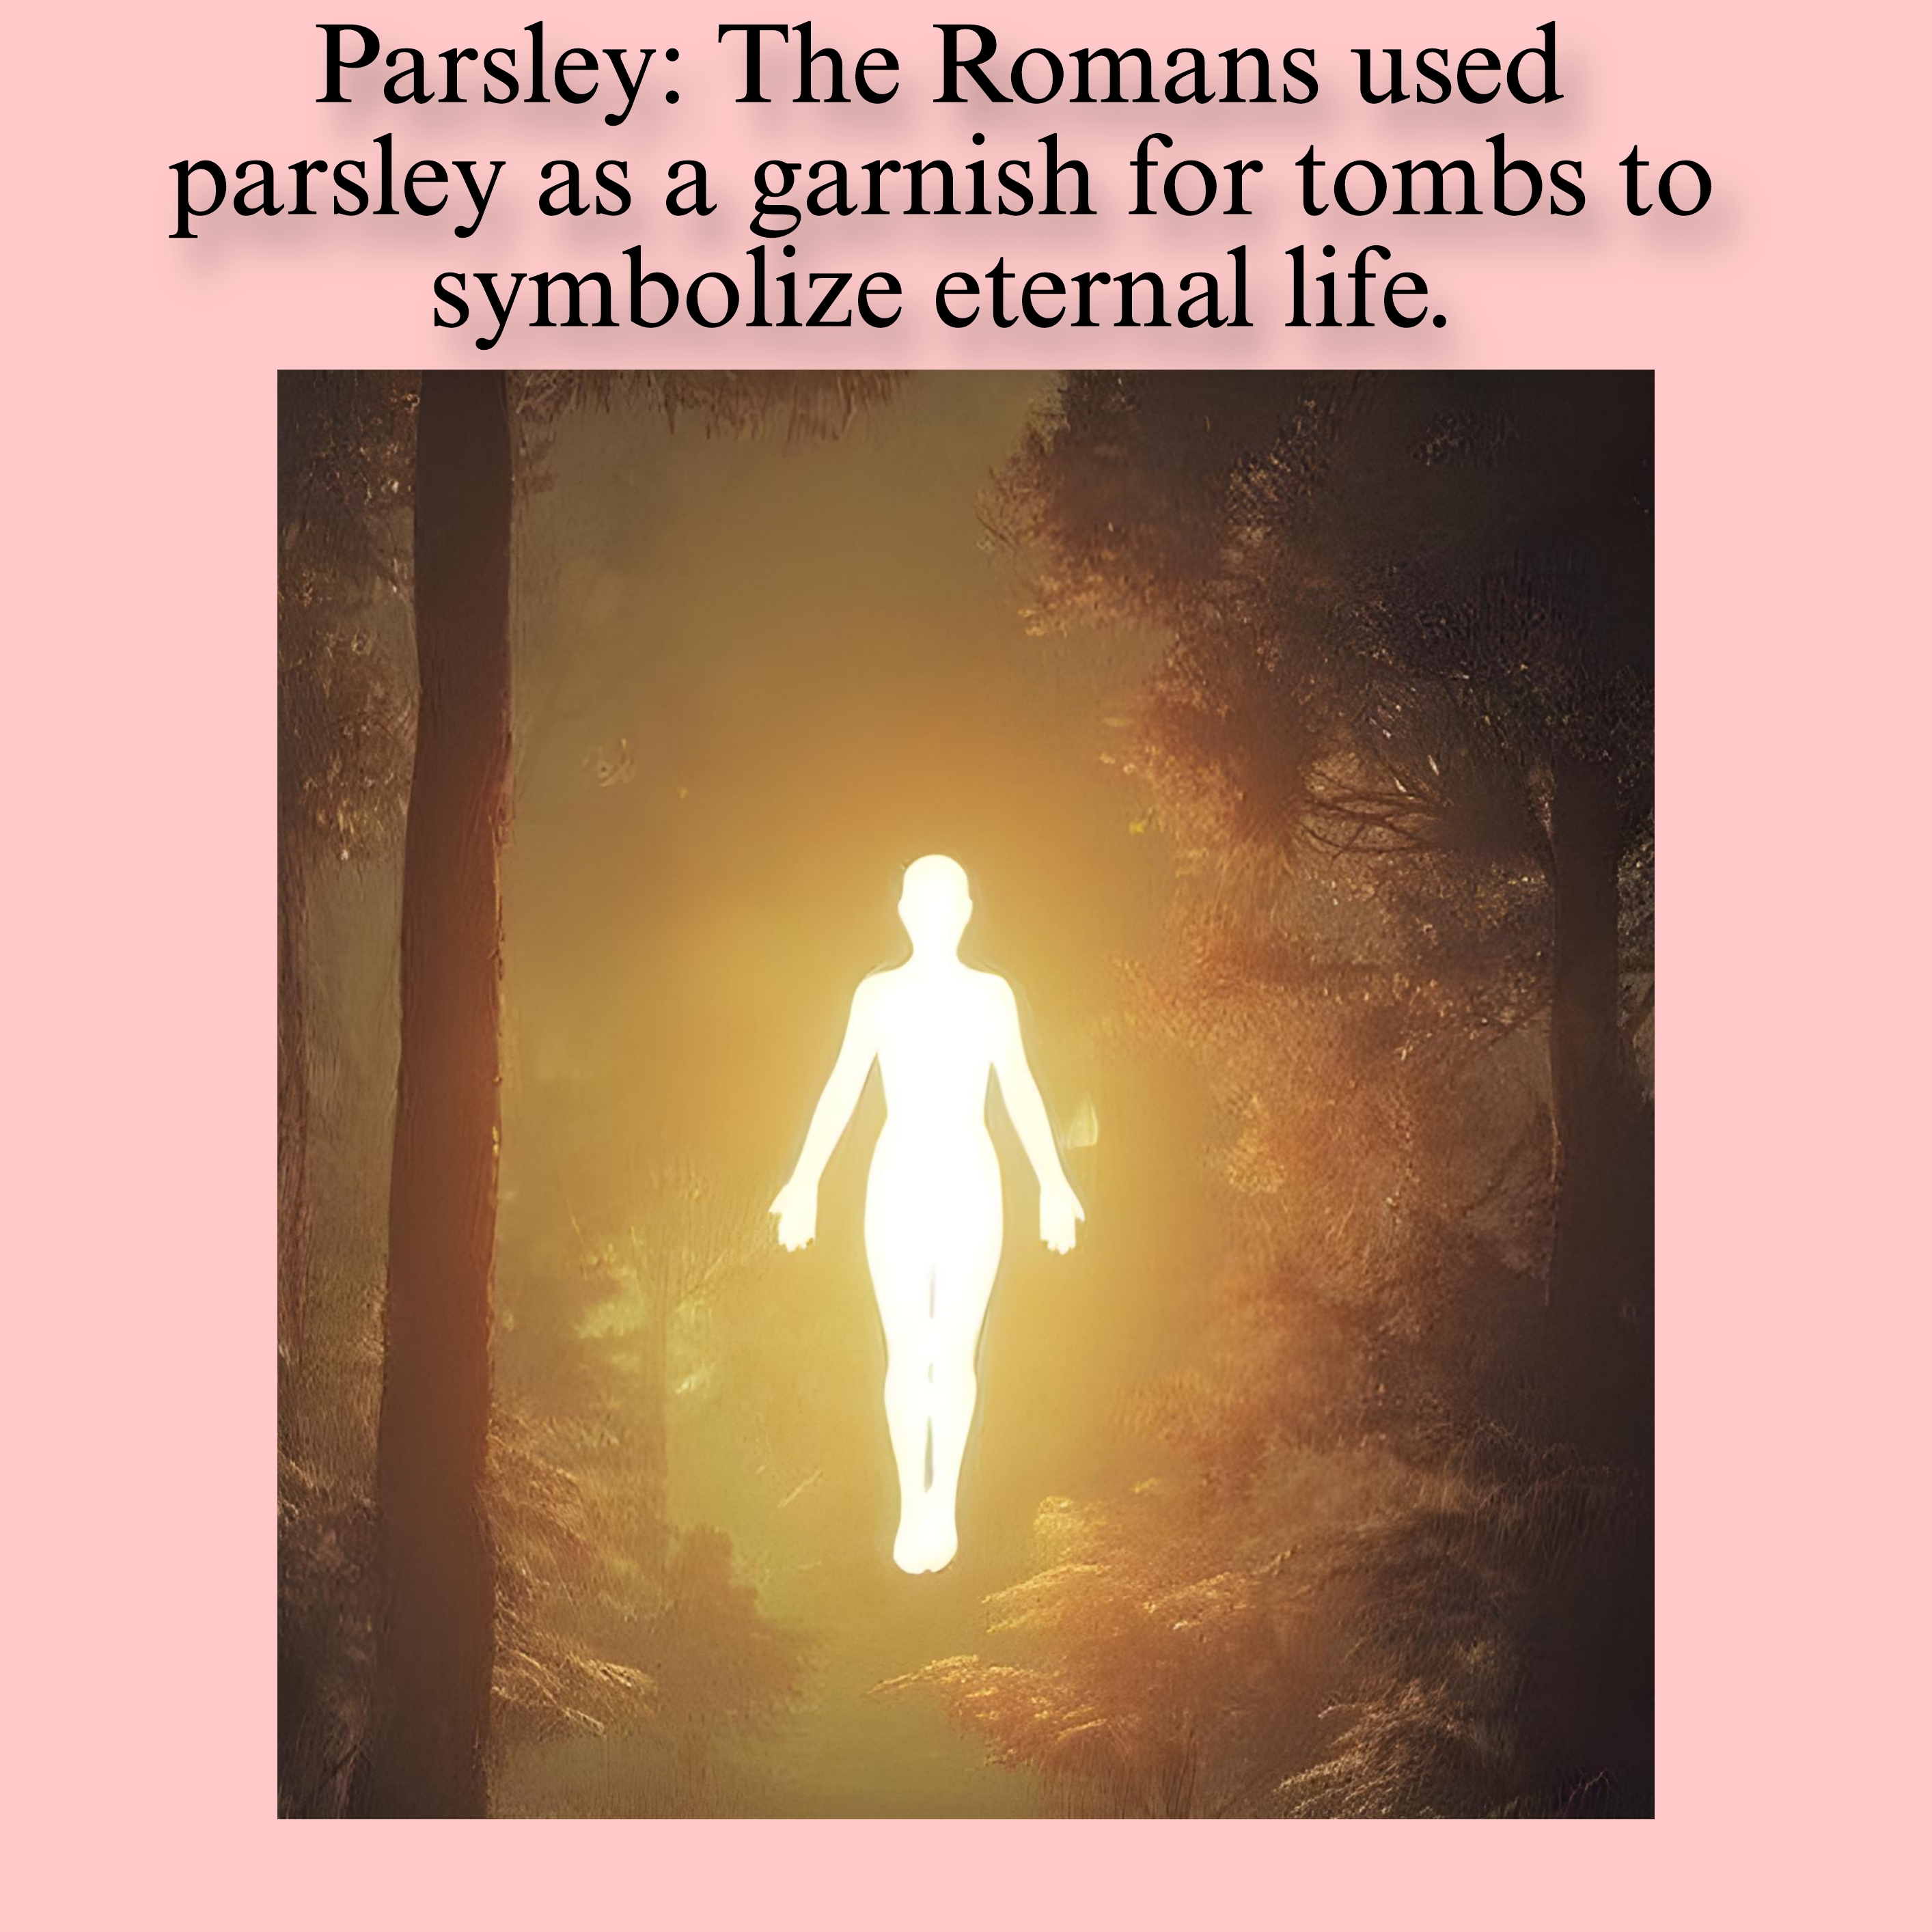 Parsley: The Romans used
parsley as a garnish for tombs to
symbolize eternal life.